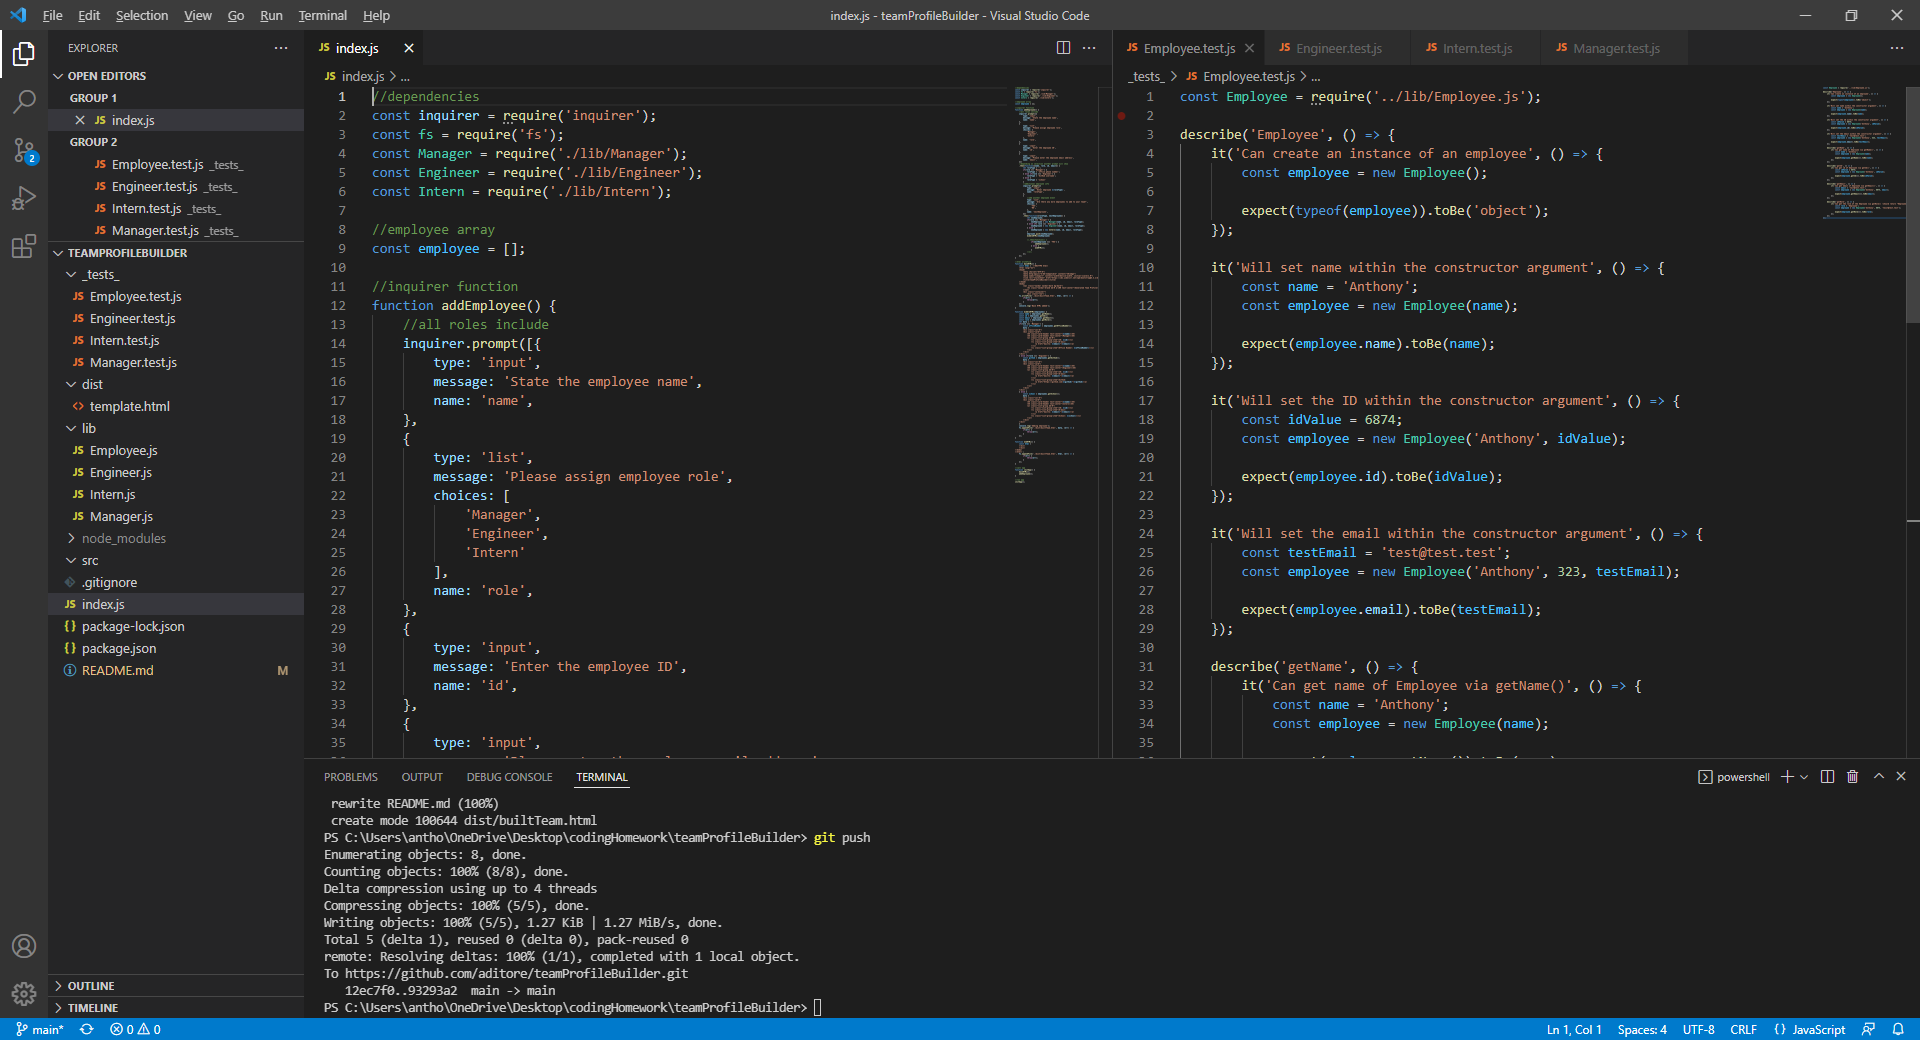 File Edit Selection View Go Run Terminal Help
index.js - teamProfileBuilder - Visual Studio Code
EXPLORER
OPEN EDITORS
GROUP 1
JS index.js
GROUP 2
JS Employee.test.js _tests_
JS Engineer.test.js _tests_
JS Intern.test.js _tests_
JS Manager.test.js _tests_
TEAMPROFILEBUILDER
_tests_
JS Employee.test.js
JS Engineer.test.js
JS Intern.test.js
JS Manager.test.js
dist
<> template.html
lib
JS Employee.js
JS Engineer.js
JS Intern.js
JS Manager.js
node_modules
src
.gitignore
JS index.js
{} package-lock.json
{} package.json
README.md M
OUTLINE
TIMELINE
2
JS index.js
JS index.js > ...
1 //dependencies
2 const inquirer = require('inquirer');
3 const fs = require('fs');
4 const Manager = require('./lib/Manager');
5 const Engineer = require('./lib/Engineer');
6 const Intern = require('./lib/Intern');
7
8 //employee array
9 const employee = [];
10
11 //inquirer function
12 function addEmployee() {
13 //all roles include
14 inquirer.prompt([{
15 type: 'input',
16 message: 'State the employee name',
17 name: 'name',
18 },
19 {
20 type: 'list',
21 message: 'Please assign employee role',
22 choices: [
23 'Manager',
24 'Engineer',
25 'Intern'
26 ],
27 name: 'role',
28 },
29 {
30 type: 'input',
31 message: 'Enter the employee ID',
32 name: 'id',
33 },
34 {
35 type: 'input',
JS Employee.test.js JS Engineer.test.js JS Intern.test.js JS Manager.test.js
_tests_ > JS Employee.test.js > ...
1 const Employee = require('../lib/Employee.js');
2
3 describe('Employee', () => {
4 it('Can create an instance of an employee', () => {
5 const employee = new Employee();
6
7 expect(typeof(employee)).toBe('object');
8 });
9
10 it('Will set name within the constructor argument', () => {
11 const name = 'Anthony';
12 const employee = new Employee(name);
13
14 expect(employee.name).toBe(name);
15 });
16
17 it('Will set the ID within the constructor argument', () => {
18 const idValue = 6874;
19 const employee = new Employee('Anthony', idValue);
20
21 expect(employee.id).toBe(idValue);
22 });
23
24 it('Will set the email within the constructor argument', () => {
25 const testEmail = 'test@test.test';
26 const employee = new Employee('Anthony', 323, testEmail);
27
28 expect(employee.email).toBe(testEmail);
29 });
30
31 describe('getName', () => {
32 it('Can get name of Employee via getName()', () => {
33 const name = 'Anthony';
34 const employee = new Employee(name);
35
PROBLEMS OUTPUT DEBUG CONSOLE TERMINAL
powershell
rewrite README.md (100%)
create mode 100644 dist/builtTeam.html
PS C:\Users\antho\OneDrive\Desktop\codingHomework\teamProfileBuilder> git push
Enumerating objects: 8, done.
Counting objects: 100% (8/8), done.
Delta compression using up to 4 threads
Compressing objects: 100% (5/5), done.
Writing objects: 100% (5/5), 1.27 KiB | 1.27 MiB/s, done.
Total 5 (delta 1), reused 0 (delta 0), pack-reused 0
remote: Resolving deltas: 100% (1/1), completed with 1 local object.
To https://github.com/aditore/teamProfileBuilder.git
12ec7f0..93293a2 main -> main
PS C:\Users\antho\OneDrive\Desktop\codingHomework\teamProfileBuilder>
main* 0 0
Ln 1, Col 1 Spaces: 4 UTF-8 CRLF {} JavaScript